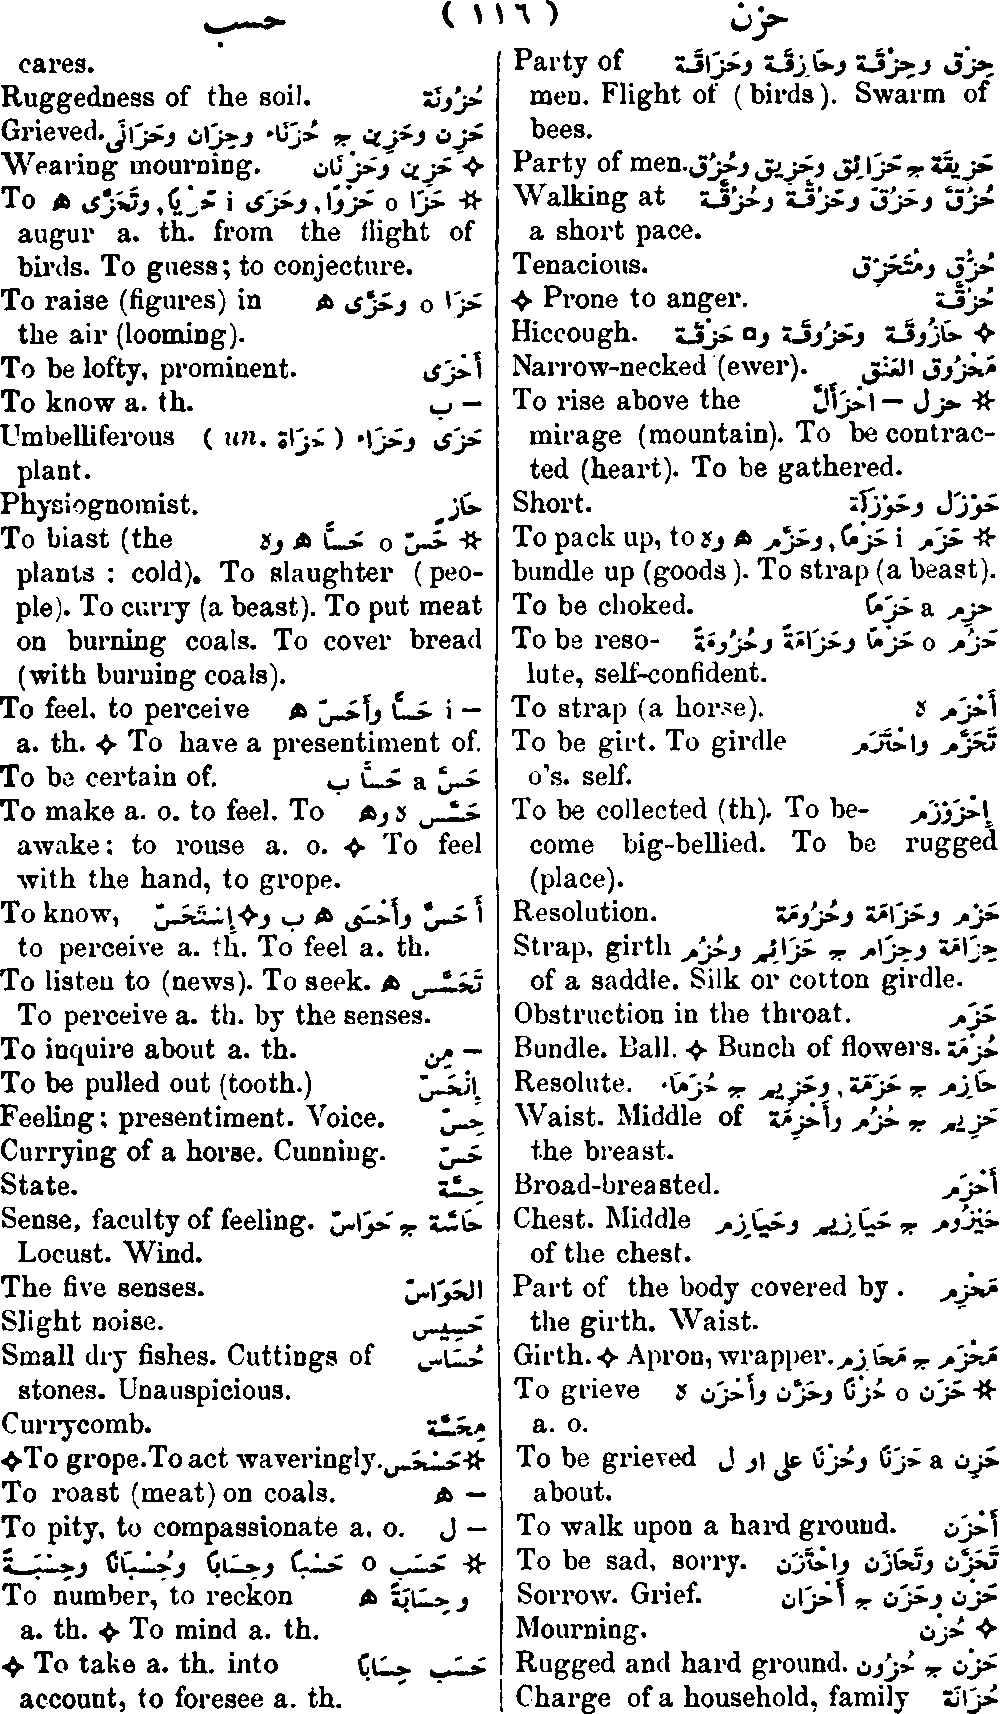 حزن ( ١١٦ ) حسب
Party of حِزْق وحِزْقَة وحَازِقَة وحَزَاقَة
men. Flight of (birds). Swarm of
bees.
Party of men. حَزِيقَة ج حَزَائِق وحَزِيق وحُزُق
Walking at حُزُقّ وحَزُقّ وحَزُقَّة وحُزُقَّة
a short pace.
Tenacious. حُزُقّ ومُتَحَزِّق
✧ Prone to anger. حُزُقَّة
Hiccough. ✧ حَازُوقَة وحَزُوقَة و¤ حَزْقَة
Narrow-necked (ewer). مَحْزُوق العُنُق
To rise above the ☆ حزل – احْزَأَلَّ
mirage (mountain). To be contrac-
ted (heart). To be gathered.
Short. حَوْزَل وحَوْزَلَة
To pack up, to ☆ حَزَم i حَزْمًا, وحَزَّم ه وه
bundle up (goods). To strap (a beast).
To be choked. حَزِم a حَزَمًا
To be reso- حَزُم o حَزْمًا وحَزَامَةً وحُزُومَةً
lute, self-confident.
To strap (a horse). أَحْزَم ه
To be girt. To girdle تَحَزَّم واحْتَزَم
o's. self.
To be collected (th). To be- إِحْزَوْزَم
come big-bellied. To be rugged
(place).
Resolution. حَزْم وحَزَامَة وحُزُومَة
Strap, girth حِزَامَة وحِزَام ج حَزَائِم وحُزُم
of a saddle. Silk or cotton girdle.
Obstruction in the throat. حَزَم
Bundle. Ball. ✧ Bunch of flowers. حُزْمَة
Resolute. حَازِم ج حَزَمَة, وحَزِيم ج حُزَمَاء
Waist. Middle of حَزِيم ج حُزُم وأَحْزِمَة
the breast.
Broad-breasted. أَحْزَم
Chest. Middle حَيْزُوم ج حَيَازِيم وحَيَازِم
of the chest.
Part of the body covered by . مَحْزِم
the girth. Waist.
Girth. ✧ Apron, wrapper. مَحْزَم ج مَحَازِم
To grieve ☆ حَزَن o حُزْنًا وحَزَّن وأَحْزَن ه
a. o.
To be grieved حَزِن a حَزَنًا وحُزْنًا على او ل
about.
To walk upon a hard ground. أَحْزَن
To be sad, sorry. تَحَزَّن وتَحَازَن واحْتَزَن
Sorrow. Grief. حُزْن وحَزَن ج أَحْزَان
Mourning. ✧ حُزْن
Rugged and hard ground. حَزْن ج حُزُون
Charge of a household, family حُزَانَة
cares.
Ruggedness of the soil. حُزُونَة
Grieved. حَزِن وحَزِين ج حُزَنَاء وحِزَان وحَزَانَى
Wearing mourning. ✧ حَزِين وحَزْنَان
To ☆ حَزَا o حَزْوًا, وحَزَى i حَزْيًا, وتَحَزَّى ه
augur a. th. from the flight of
birds. To guess; to conjecture.
To raise (figures) in حَزَا o وحَزَّى ه
the air (looming).
To be lofty, prominent. أَحْزَى
To know a. th. – ب
Umbelliferous حَزَى وحَزَاء ( حَزَاة un. )
plant.
Physiognomist. حَازٍ
To blast (the ☆ حَسَّ o حَسًّا ه وه
plants : cold). To slaughter (peo-
ple). To curry (a beast). To put meat
on burning coals. To cover bread
(with burning coals).
To feel, to perceive – i حَسًّا وأَحَسّ ه
a. th. ✧ To have a presentiment of.
To be certain of. حَسَّ a حَسًّا ب
To make a. o. to feel. To حَسَّس ه وه
awake; to rouse a. o. ✧ To feel
with the hand, to grope.
To know, أَحَسَّ وأَحْسَى ه ب و✧إِسْتَحَسّ
to perceive a. th. To feel a. th.
To listen to (news). To seek. تَحَسَّس ه
To perceive a. th. by the senses.
To inquire about a. th. – مِن
To be pulled out (tooth.) إِنْحَسّ
Feeling; presentiment. Voice. حِسّ
Currying of a horse. Cunning. حَسّ
State. حِسَّة
Sense, faculty of feeling. حَاسَّة ج حَوَاسّ
Locust. Wind.
The five senses. الحَوَاسّ
Slight noise. حَسِيس
Small dry fishes. Cuttings of حُسَاس
stones. Unauspicious.
Currycomb. مِحَسَّة
✧To grope. To act waveringly. ☆حَسْحَس
To roast (meat) on coals. – ه
To pity, to compassionate a. o. – ل
☆ حَسَب o حَسْبًا وحِسَابًا وحُسْبَانًا وحِسْبَةً
To number, to reckon وحِسَابَةً ه
a. th. ✧ To mind a. th.
✧ To take a. th. into حَسَب حِسَابًا
account, to foresee a. th.